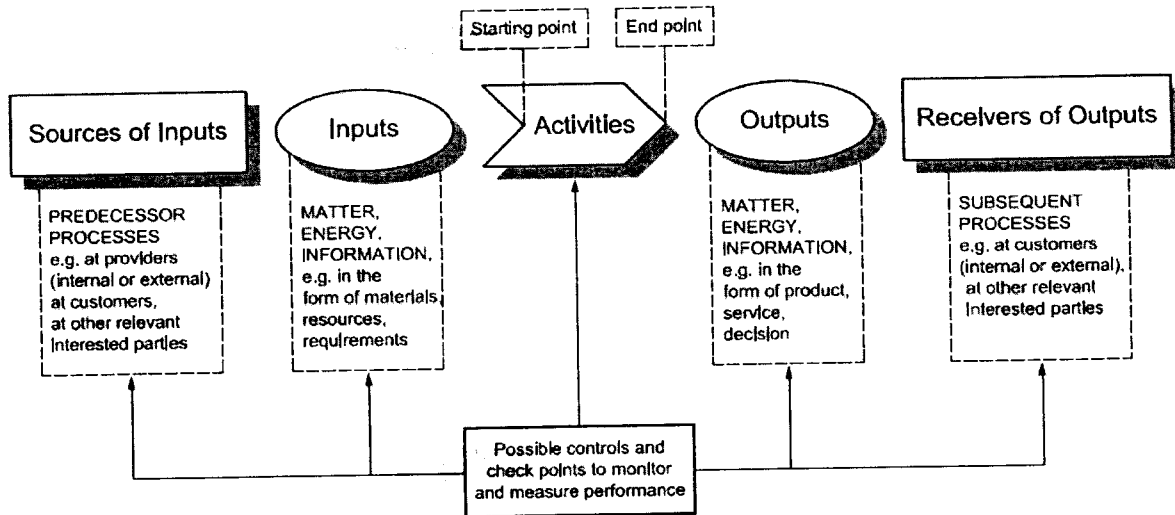 Starting point
End point
Sources of Inputs
Inputs
Activities
Outputs
Receivers of Outputs
PREDECESSOR
PROCESSES
e.g. at providers
(internal or external)
at customers,
at other relevant
interested parties
MATTER,
ENERGY,
INFORMATION,
e.g. in the
form of materials,
resources,
requirements
MATTER,
ENERGY,
INFORMATION,
e.g. in the
form of product,
service,
decision
SUBSEQUENT
PROCESSES
e.g. at customers
(internal or external),
at other relevant
interested parties
Possible controls and
check points to monitor
and measure performance